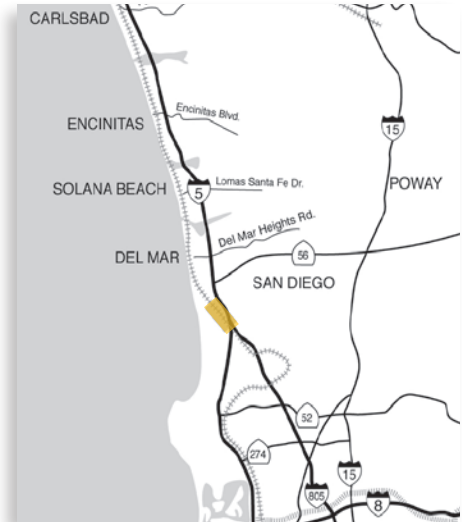 CARLSBAD
Encinitas Blvd.
ENCINITAS
15
Lomas Santa Fe Dr.
SOLANA BEACH
5
POWAY
Del Mar Heights Rd.
DEL MAR
56
SAN DIEGO
52
274
15
805
8